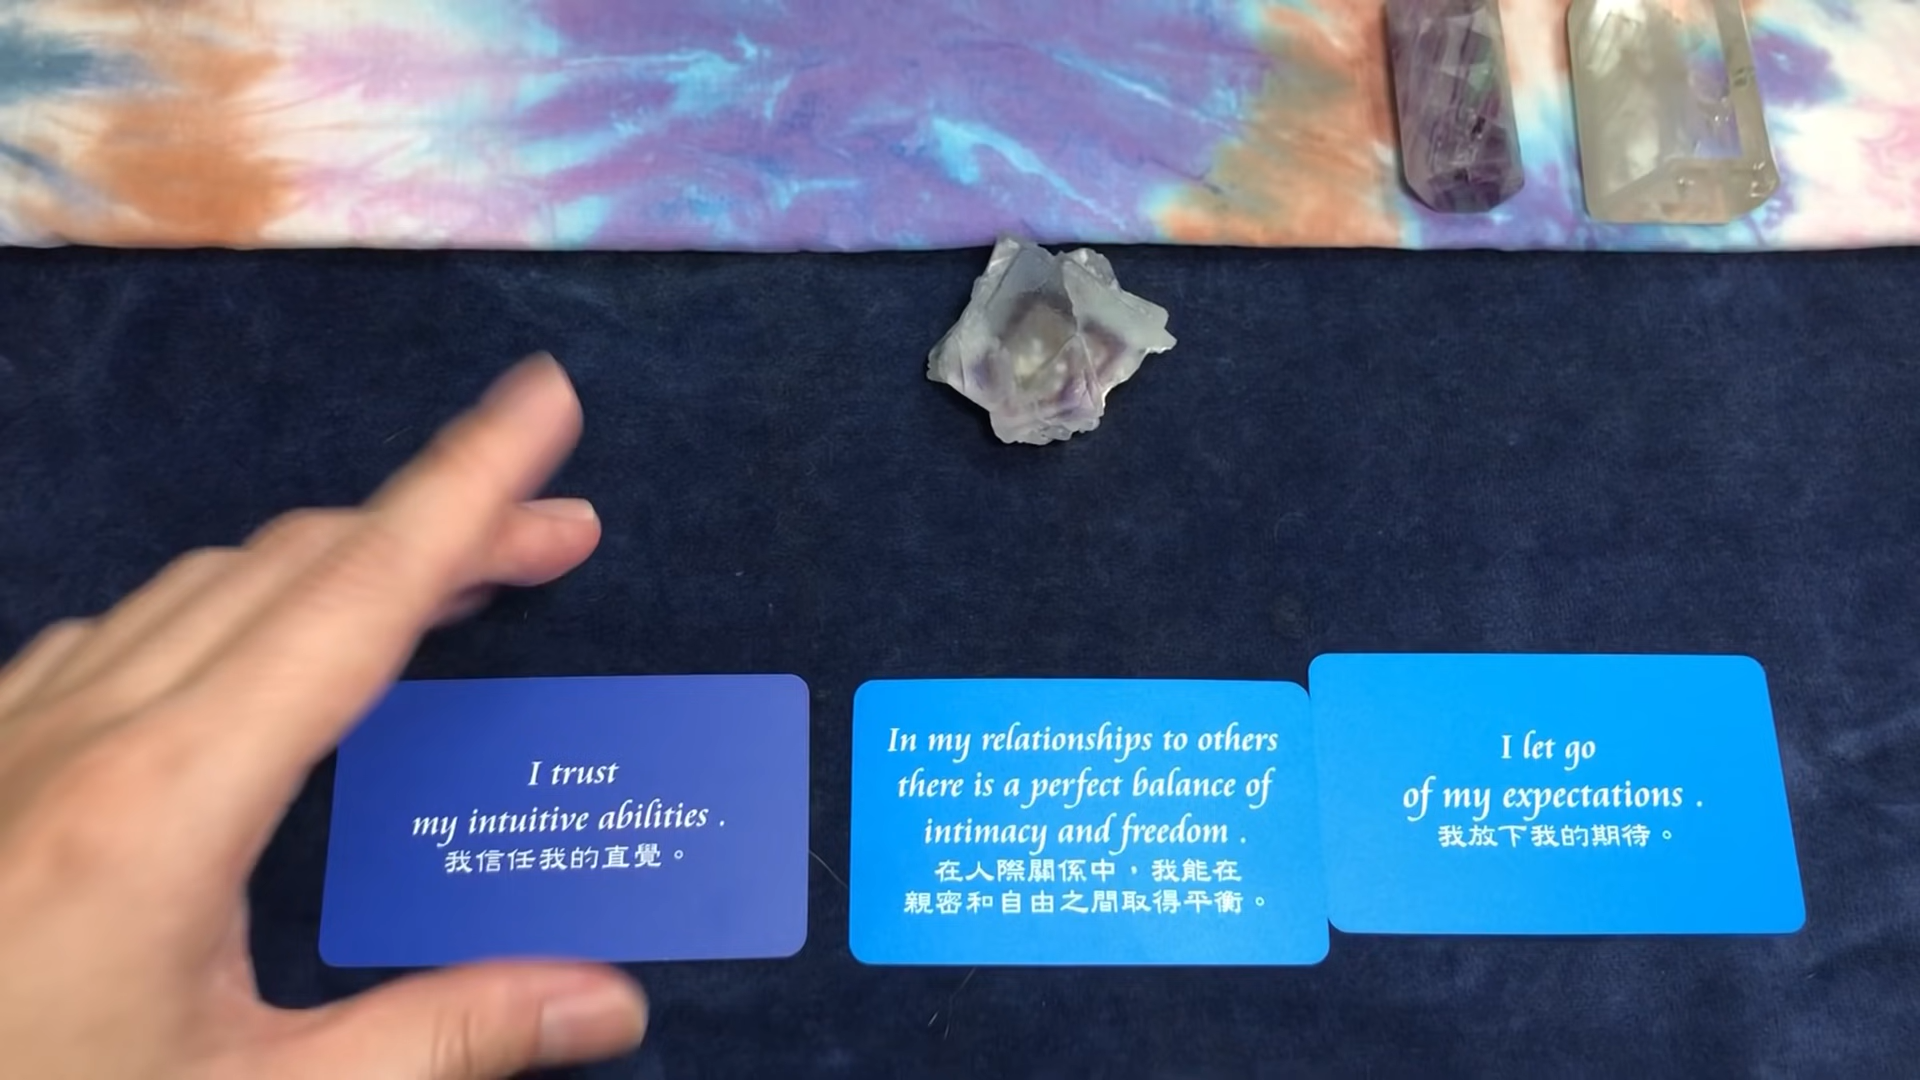 I trust
my intuitive abilities .
我信任我的直覺。
In my relationships to others
there is a perfect balance of
intimacy and freedom .
在人際關係中，我能在
親密和自由之間取得平衡。
I let go
of my expectations .
我放下我的期待。